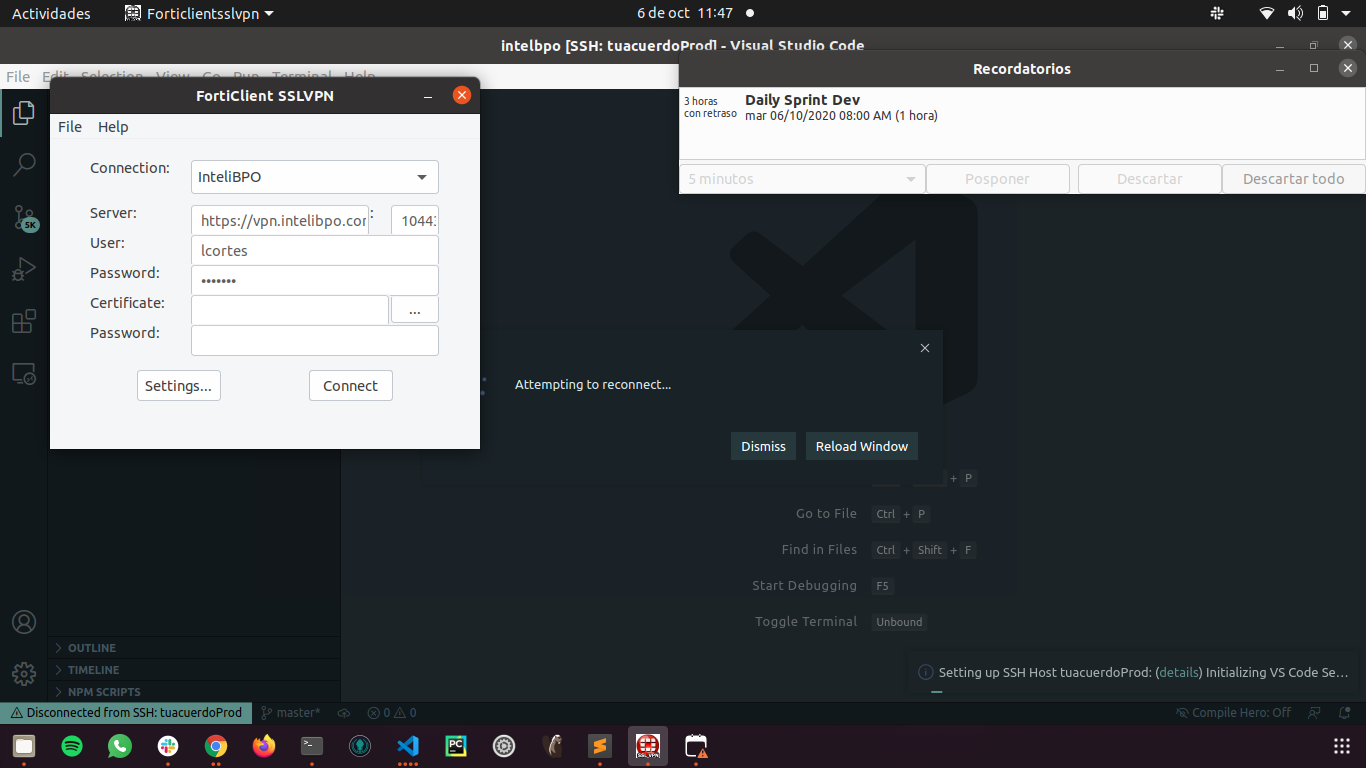 Actividades
Forticlientsslvpn
6 de oct 11:47
intelbpo [SSH: tuacuerdoProd] - Visual Studio Code
File Edit Selection View Go Run Terminal Help
Recordatorios
3 horas
con retraso
Daily Sprint Dev
mar 06/10/2020 08:00 AM (1 hora)
5 minutos
Posponer
Descartar
Descartar todo
FortiClient SSLVPN
File Help
Connection: InteliBPO
Server: https://vpn.intelibpo.cor : 1044
User: lcortes
Password: •••••••
Certificate: ...
Password:
Settings...
Connect
5K
Attempting to reconnect...
Dismiss
Reload Window
+ P
Go to File Ctrl + P
Find in Files Ctrl + Shift + F
Start Debugging F5
Toggle Terminal Unbound
OUTLINE
TIMELINE
NPM SCRIPTS
Setting up SSH Host tuacuerdoProd: (details) Initializing VS Code Se...
Disconnected from SSH: tuacuerdoProd
master*
0 0
Compile Hero: Off
PC
SSL VPN